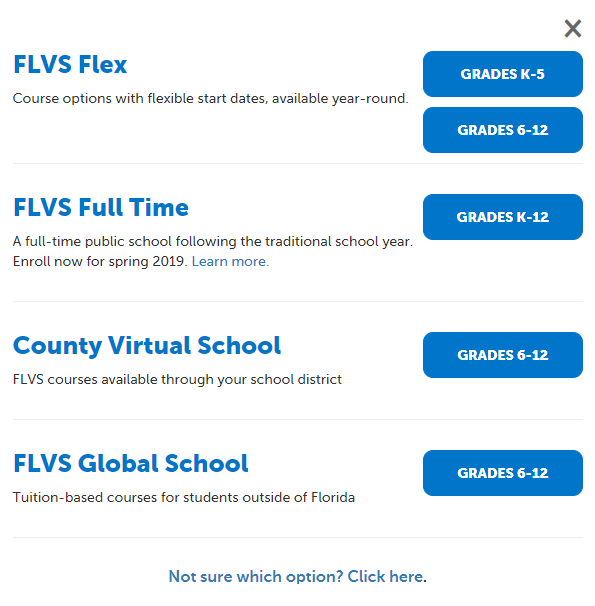 FLVS Flex
Course options with flexible start dates, available year-round.
GRADES K-5
GRADES 6-12
FLVS Full Time
A full-time public school following the traditional school year.
Enroll now for spring 2019. Learn more.
GRADES K-12
County Virtual School
FLVS courses available through your school district
GRADES 6-12
FLVS Global School
Tuition-based courses for students outside of Florida
GRADES 6-12
Not sure which option? Click here.